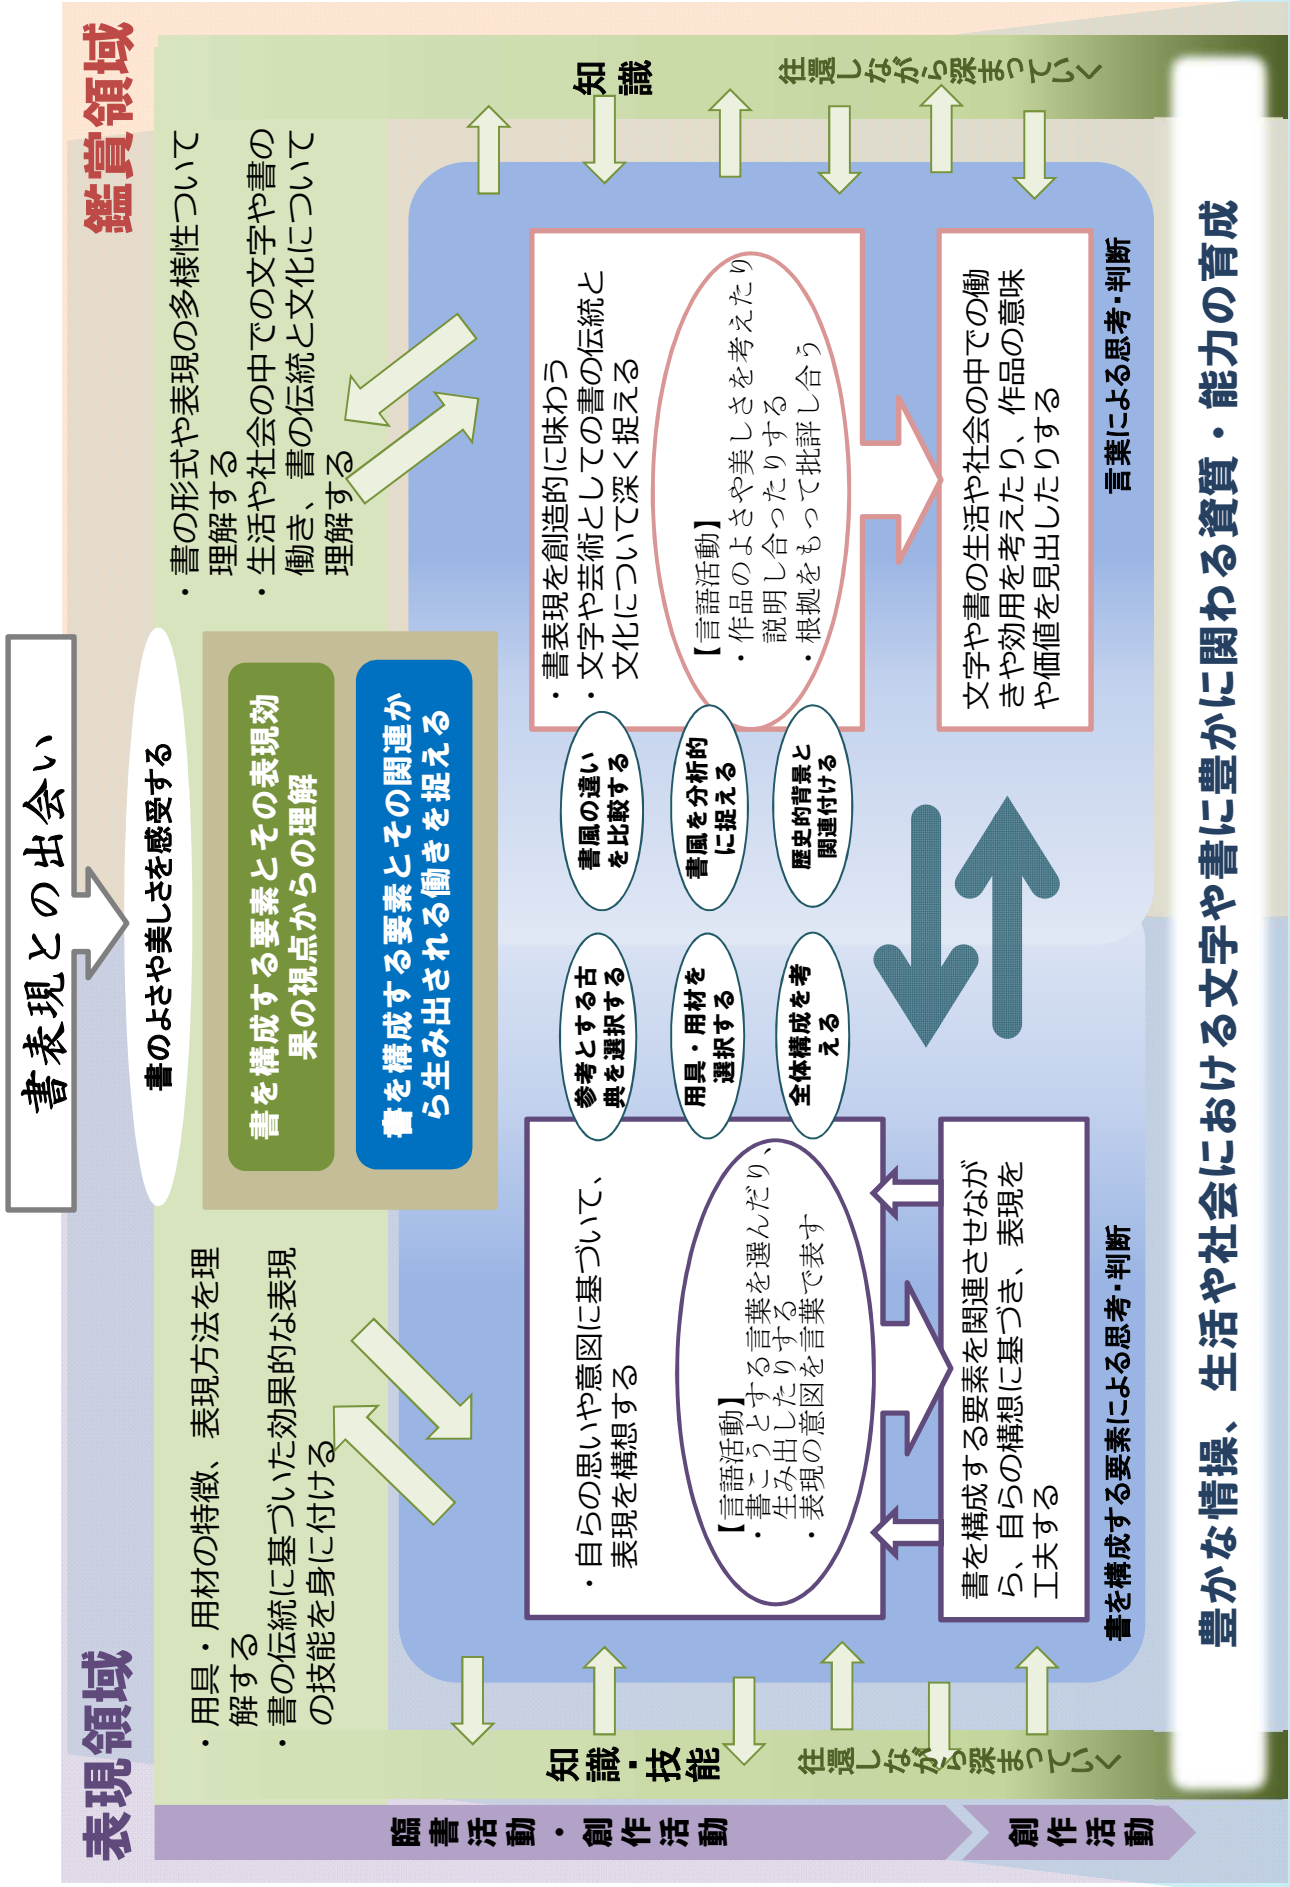 書表現との出会い
表現領域
鑑賞領域
書のよさや美しさを感受する
・用具・用材の特徴、表現方法を理
解する
・書の伝統に基づいた効果的な表現
の技能を身に付ける
書を構成する要素とその表現効
果の視点からの理解
書を構成する要素とその関連か
ら生み出される働きを捉える
・書の形式や表現の多様性ついて
理解する
・生活や社会の中での文字や書の
働き、書の伝統と文化について
理解する
臨書活動・創作活動
創作活動
知識・技能
往還しながら深まっていく
・自らの思いや意図に基づいて、
表現を構想する
【言語活動】
・書こうとする言葉を選んだり、
生み出したりする
・表現の意図を言葉で表す
書を構成する要素を関連させなが
ら、自らの構想に基づき、表現を
工夫する
書を構成する要素による思考・判断
参考とする古
典を選択する
用具・用材を
選択する
全体構成を考
える
書風の違い
を比較する
書風を分析的
に捉える
歴史的背景と
関連付ける
・書表現を創造的に味わう
・文字や芸術としての書の伝統と
文化について深く捉える
【言語活動】
・作品のよさや美しさを考えたり
説明し合ったりする
・根拠をもって批評し合う
文字や書の生活や社会の中での働
きや効用を考えたり、作品の意味
や価値を見出したりする
言葉による思考・判断
知識
往還しながら深まっていく
豊かな情操、生活や社会における文字や書に豊かに関わる資質・能力の育成